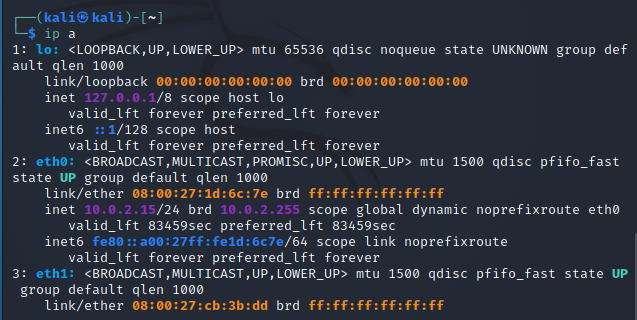 ┌──(kali㉿kali)-[~]
└─$ ip a
1: lo: <LOOPBACK,UP,LOWER_UP> mtu 65536 qdisc noqueue state UNKNOWN group def
ault qlen 1000
    link/loopback 00:00:00:00:00:00 brd 00:00:00:00:00:00
    inet 127.0.0.1/8 scope host lo
       valid_lft forever preferred_lft forever
    inet6 ::1/128 scope host
       valid_lft forever preferred_lft forever
2: eth0: <BROADCAST,MULTICAST,PROMISC,UP,LOWER_UP> mtu 1500 qdisc pfifo_fast
state UP group default qlen 1000
    link/ether 08:00:27:1d:6c:7e brd ff:ff:ff:ff:ff:ff
    inet 10.0.2.15/24 brd 10.0.2.255 scope global dynamic noprefixroute eth0
       valid_lft 83459sec preferred_lft 83459sec
    inet6 fe80::a00:27ff:fe1d:6c7e/64 scope link noprefixroute
       valid_lft forever preferred_lft forever
3: eth1: <BROADCAST,MULTICAST,UP,LOWER_UP> mtu 1500 qdisc pfifo_fast state UP
 group default qlen 1000
    link/ether 08:00:27:cb:3b:dd brd ff:ff:ff:ff:ff:ff